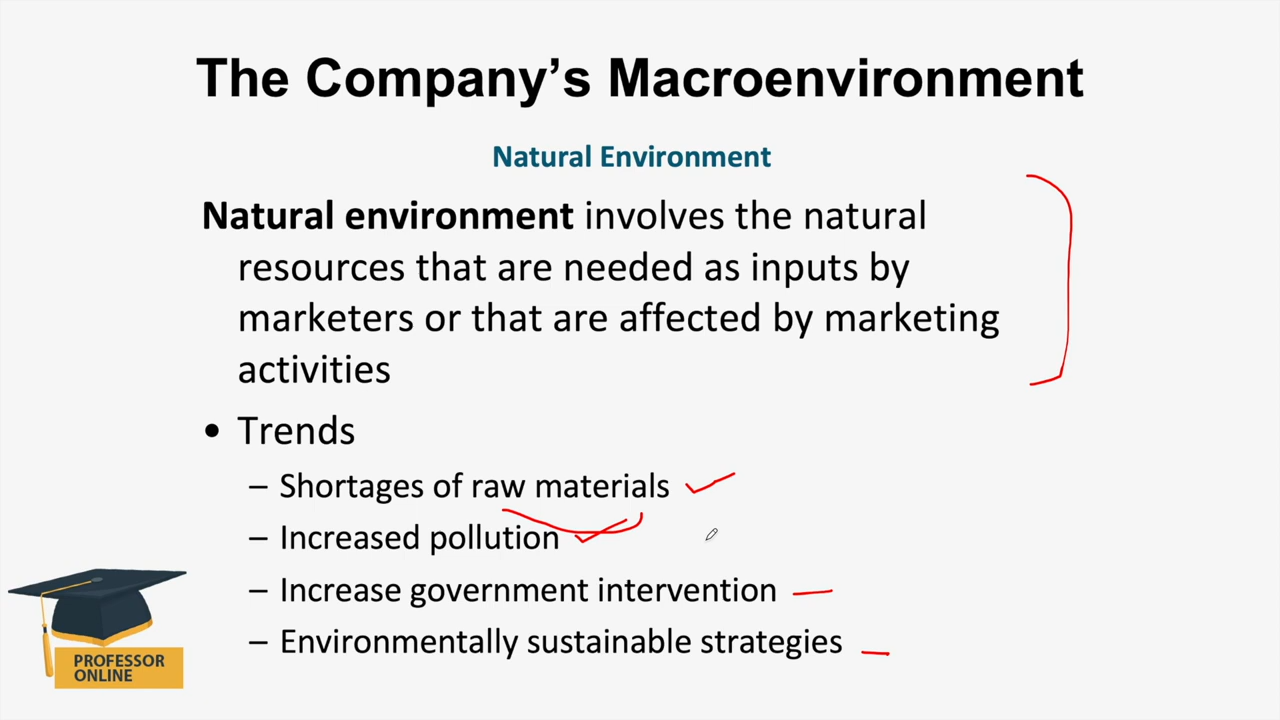 The Company’s Macroenvironment
Natural Environment
Natural environment involves the natural
resources that are needed as inputs by
marketers or that are affected by marketing
activities
• Trends
– Shortages of raw materials
– Increased pollution
– Increase government intervention
– Environmentally sustainable strategies
PROFESSOR
ONLINE